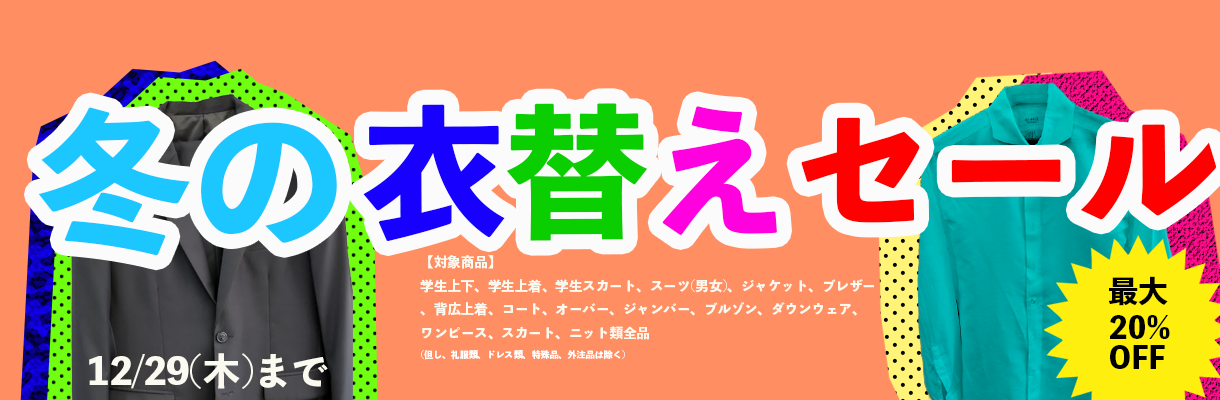 冬の衣替えセール
【対象商品】
学生上下、学生上着、学生スカート、スーツ(男女)、ジャケット、ブレザー
、背広上着、コート、オーバー、ジャンバー、ブルゾン、ダウンウェア、
ワンピース、スカート、ニット類全品
(但し、礼服類、ドレス類、特殊品、外注品は除く)
12/29(木)まで
最大
20%
OFF